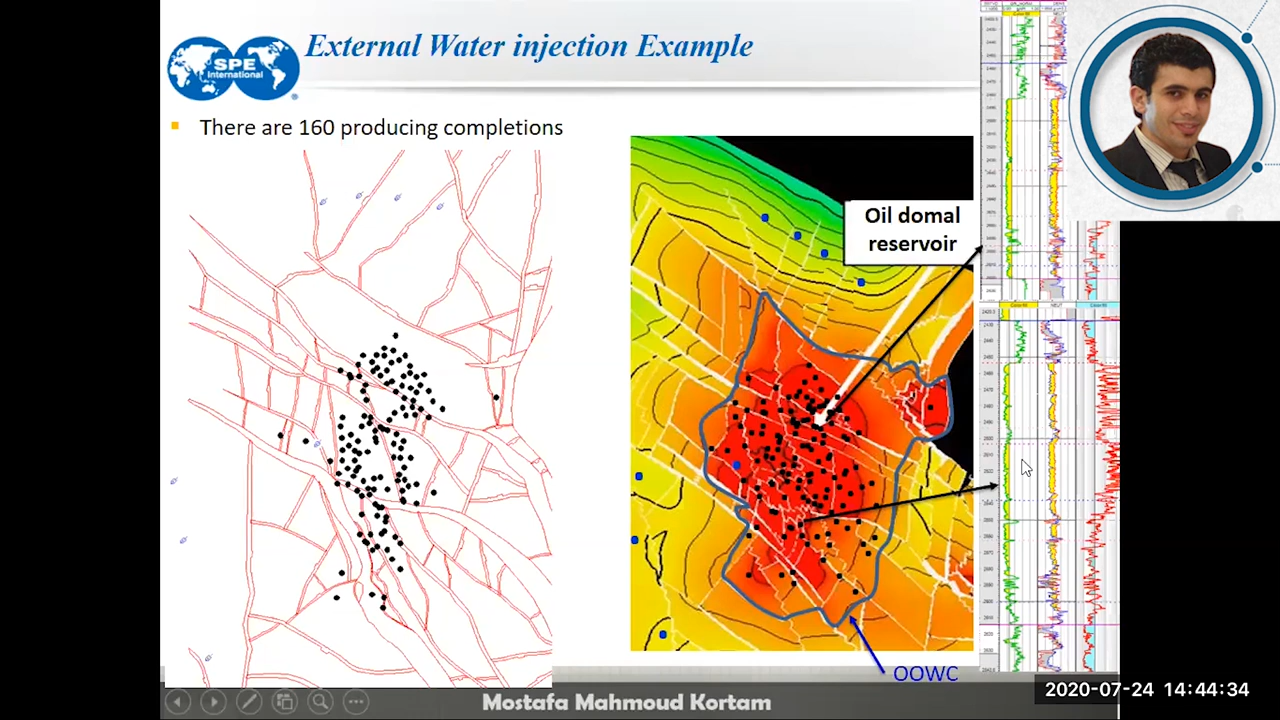 External Water injection Example
SPE
International
There are 160 producing completions
Oil domal
reservoir
OOWC
Mostafa Mahmoud Kortam
2020-07-24 14:44:34